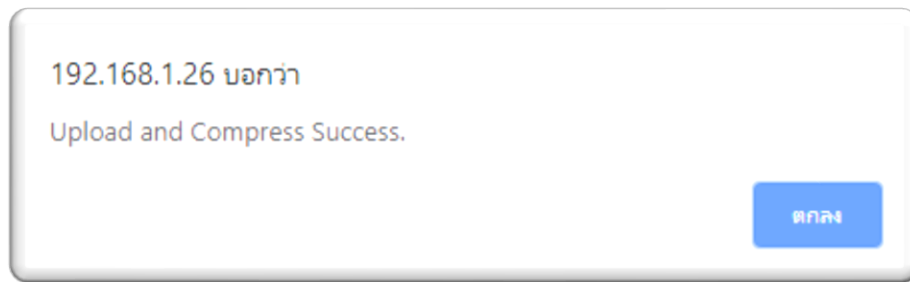 192.168.1.26 บอกว่า
Upload and Compress Success.
ตกลง